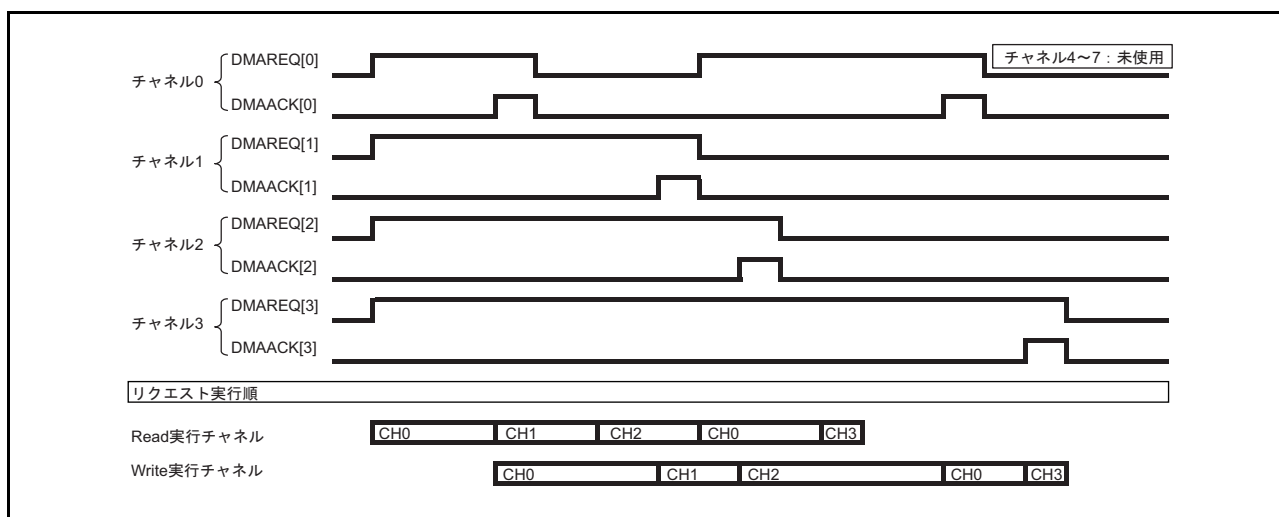 DMAREQ[0]
チャネル4～7：未使用
チャネル0
DMAACK[0]
DMAREQ[1]
チャネル1
DMAACK[1]
DMAREQ[2]
チャネル2
DMAACK[2]
DMAREQ[3]
チャネル3
DMAACK[3]
リクエスト実行順
Read実行チャネル CH0 CH1 CH2 CH0 CH3
Write実行チャネル CH0 CH1 CH2 CH0 CH3